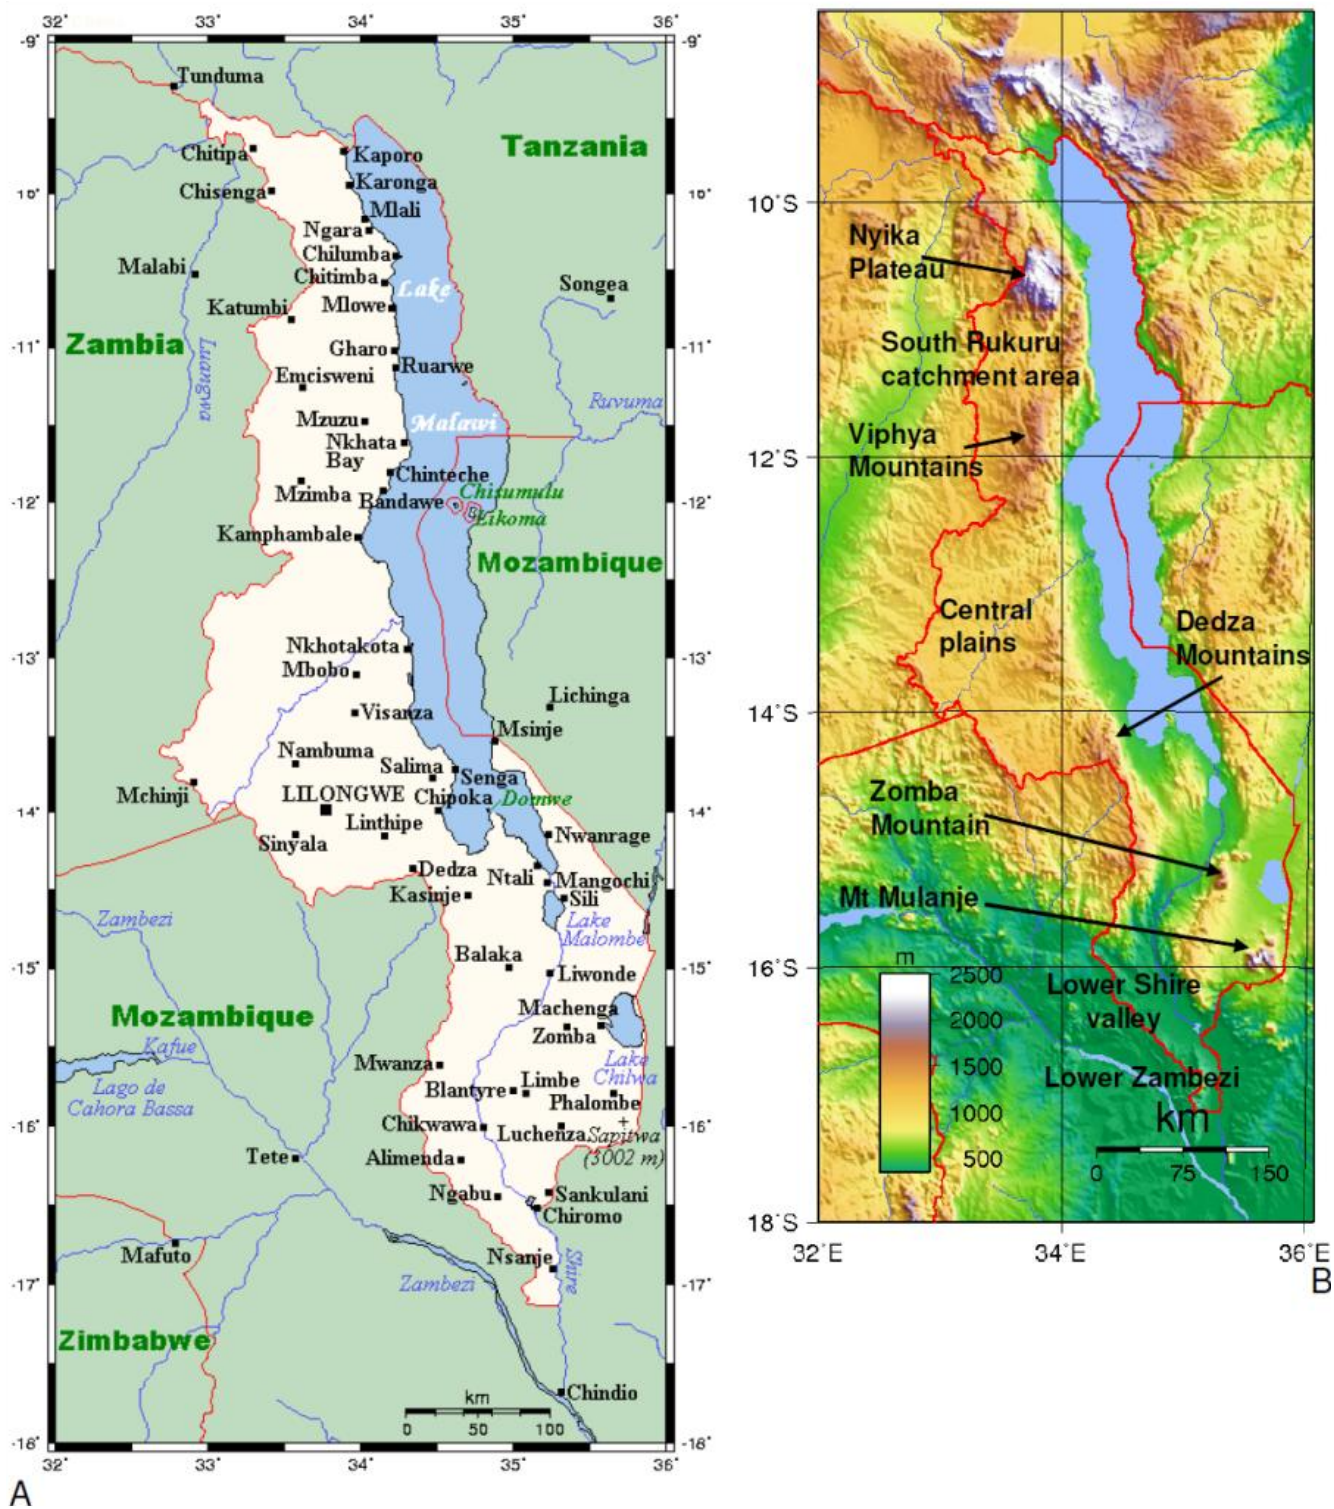 32°
33°
34°
35°
36°
-9°
-9°
Tunduma
Tanzania
Chitipa
Kaporo
Chisenga
Karonga
10°
-10°
Mlali
Ngara
Chilumba
Malabi
Chitimba
Lake
Songea
Katumbi
Mlowe
Zambia
-11°
-11°
Luangwa
Gharo
Ruarwe
Emcisweni
Ruvuma
Mzuzu
Malawi
Nkhata
Bay
Chinteche
Mzimba
Bandawe
Chisumulu
Eikoma
12°
-12°
Kamphambale
Mozambique
-13°
-13°
Nkhotakota
Mbobo
Lichinga
Visanza
Msinje
Nambuma
Salima
Senga
Mchinji
LILONGWE
Chipoka
Domwe
14°
-14°
Linthipe
Sinyala
Nwanrage
Dedza
Ntali
Mangochi
Kasinje
Sili
Zambezi
Lake
Malombe
Balaka
Liwonde
-15°
-15°
Machenga
Mozambique
Zomba
Kafue
Mwanza
Lake
Chilwa
Lago de
Cahora Bassa
Blantyre
Limbe
Phalombe
-16°
-16°
Chikwawa
Luchenza
Sapitwa
(3002 m)
Tete
Alimenda
Ngabu
Sankulani
Chiromo
Mafuto
Nsanje
Shire
Zambezi
-17°
-17°
Zimbabwe
Chindio
km
0 50 100
-18°
-18°
32°
33°
34°
35°
36°
A
10°S
Nyika
Plateau
South Rukuru
catchment area
Viphya
Mountains
12°S
Central
plains
Dedza
Mountains
14°S
Zomba
Mountain
Mt Mulanje
16°S
m
2500
2000
1500
1000
500
Lower Shire
valley
Lower Zambezi
km
0 75 150
18°S
32°E
34°E
36°E
B